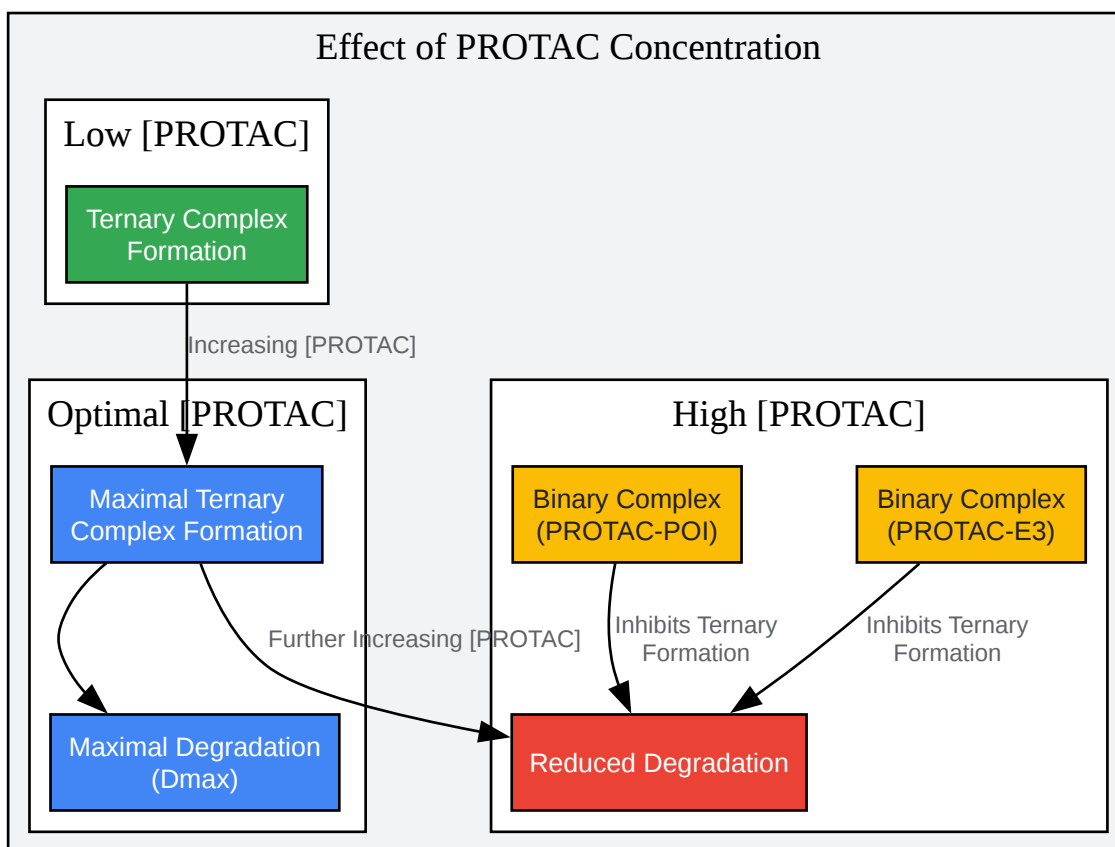 Effect of PROTAC Concentration
Low [PROTAC]
Ternary Complex
Formation
Increasing [PROTAC]
Optimal [PROTAC]
Maximal Ternary
Complex Formation
Further Increasing [PROTAC]
Maximal Degradation
(Dmax)
High [PROTAC]
Binary Complex
(PROTAC-POI)
Binary Complex
(PROTAC-E3)
Inhibits Ternary
Formation
Inhibits Ternary
Formation
Reduced Degradation